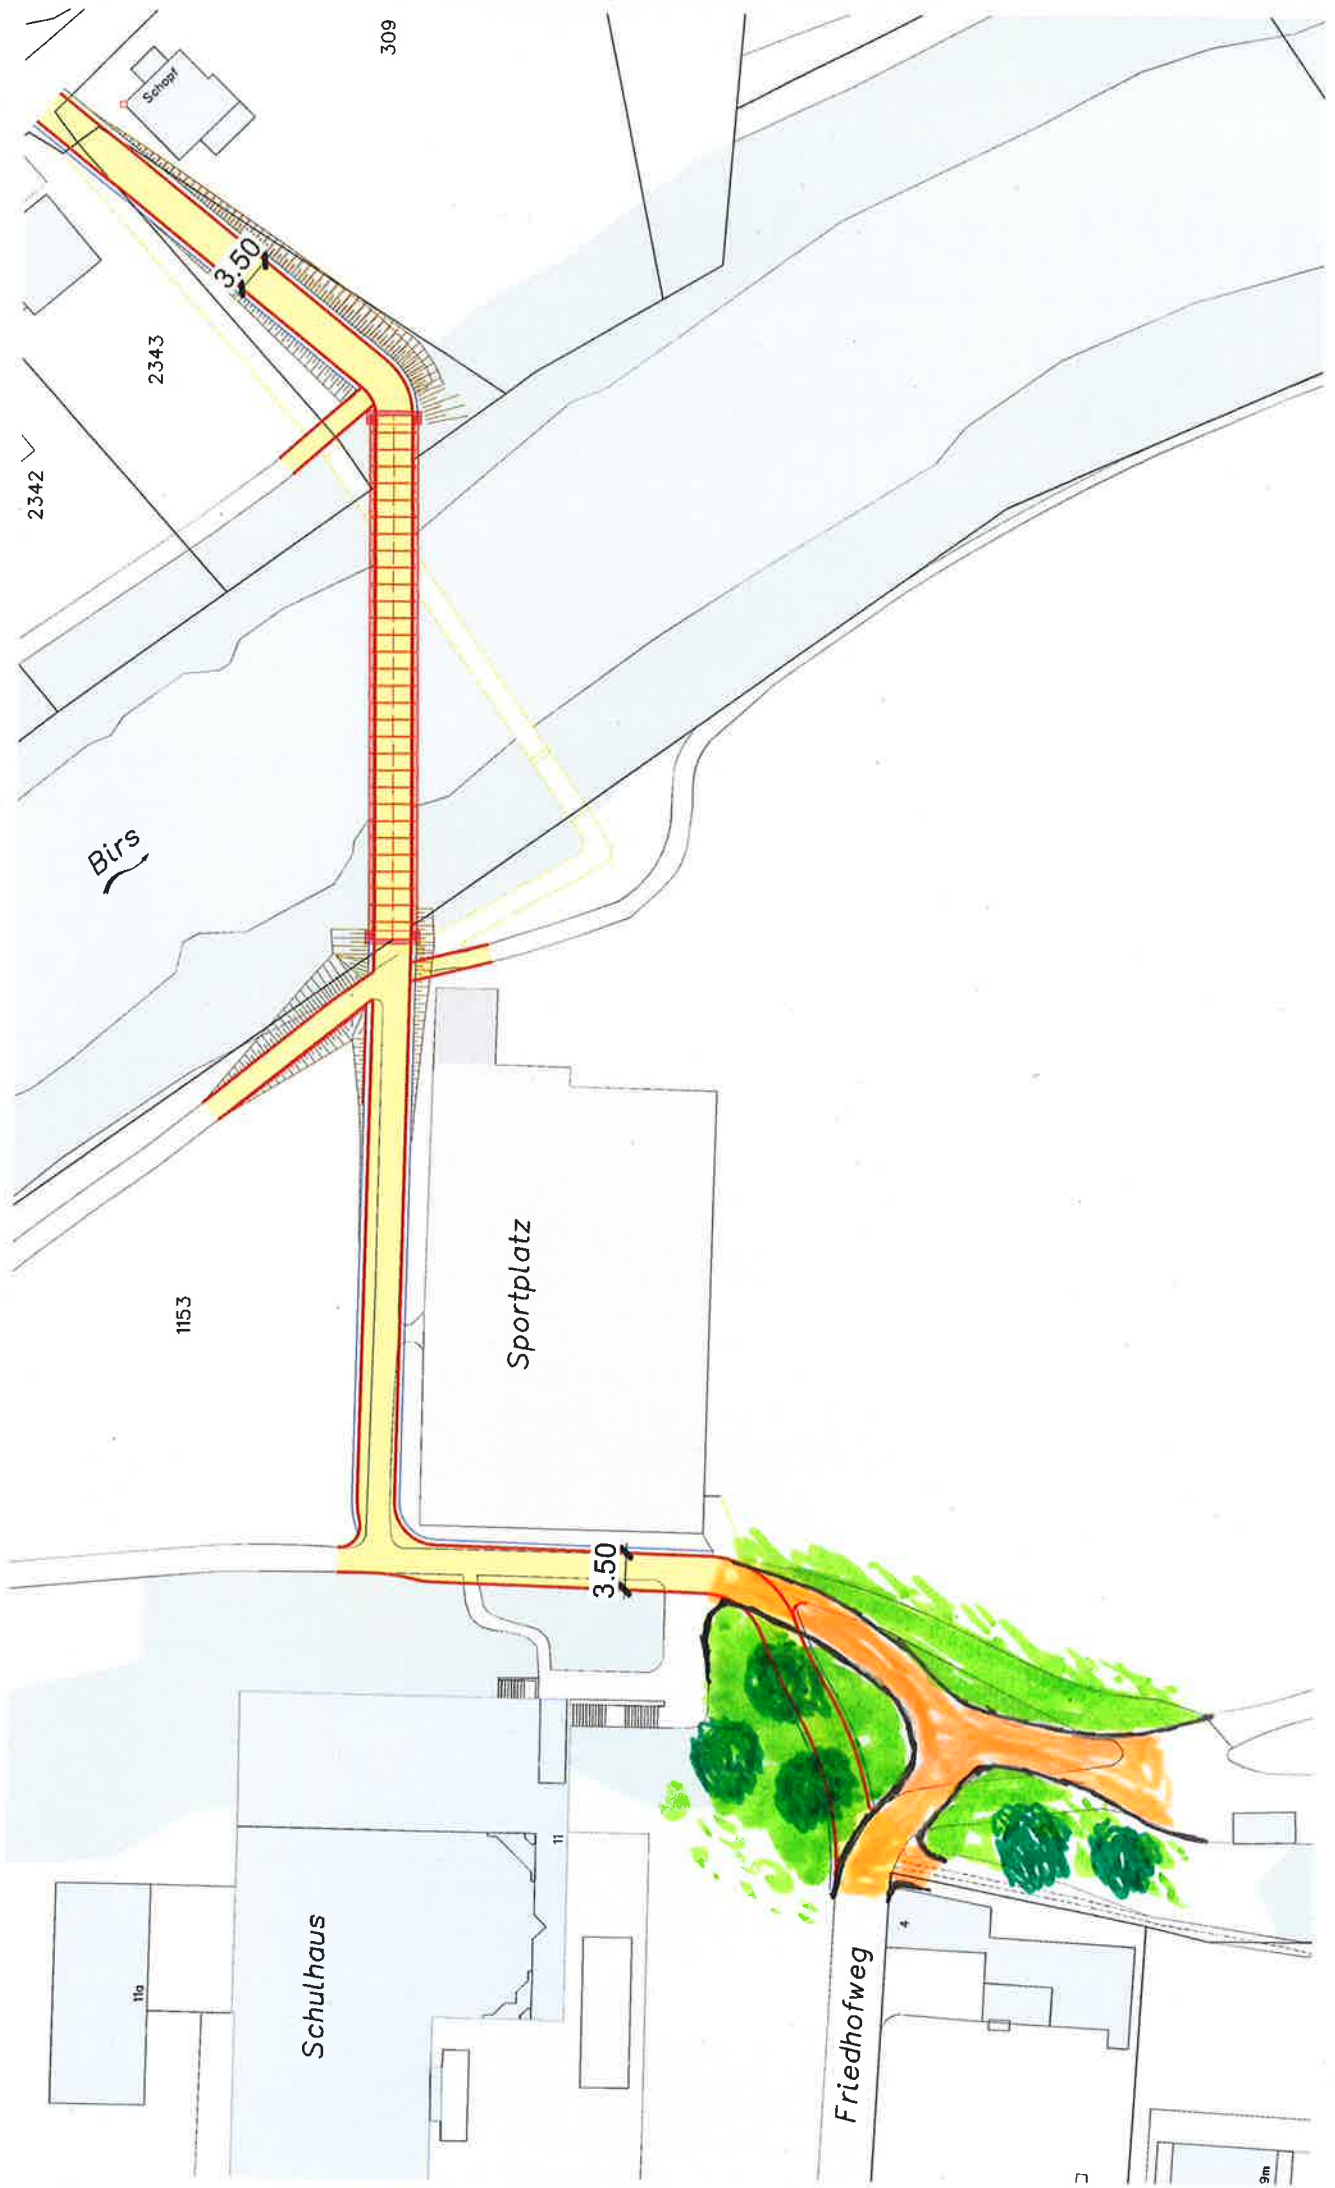 309
Schopf
3.50
2343
2342
Birs
1153
Sportplatz
3.50
11
11a
Schulhaus
4
Friedhofweg
9m